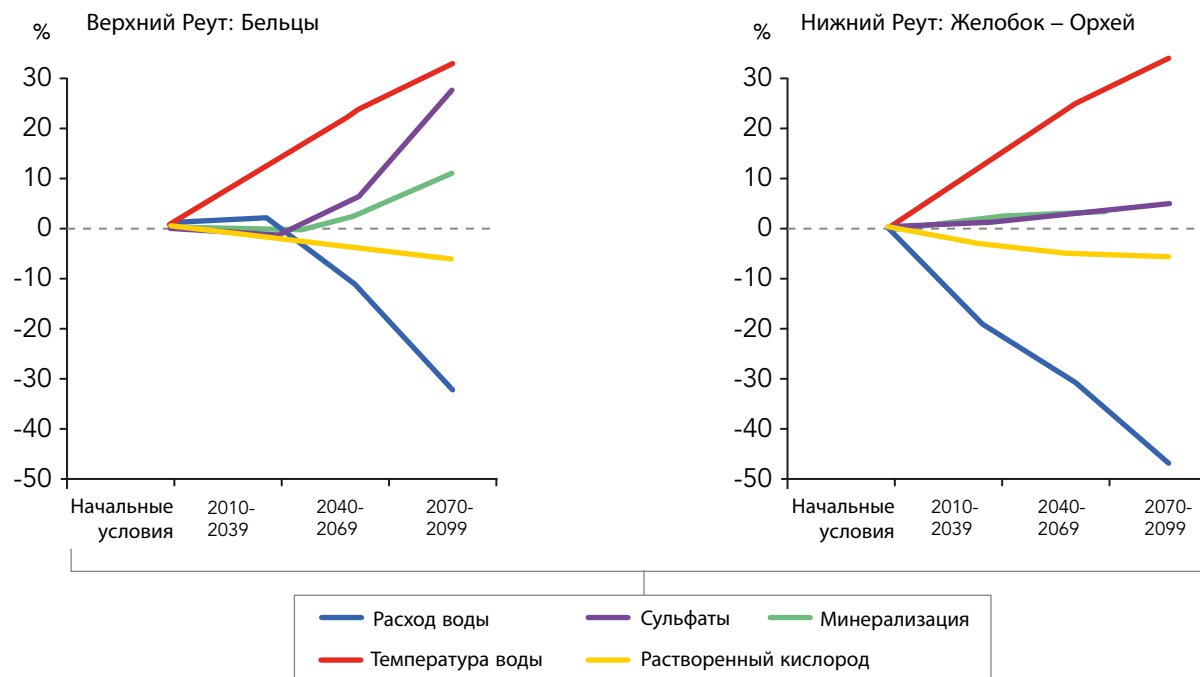 Верхний Реут: Бельцы
%
30
20
10
0
-10
-20
-30
-40
-50
Начальные
условия
2010-
2039
2040-
2069
2070-
2099
Нижний Реут: Желобок – Орхей
%
30
20
10
0
-10
-20
-30
-40
-50
Начальные
условия
2010-
2039
2040-
2069
2070-
2099
Расход воды
Сульфаты
Минерализация
Температура воды
Растворенный кислород